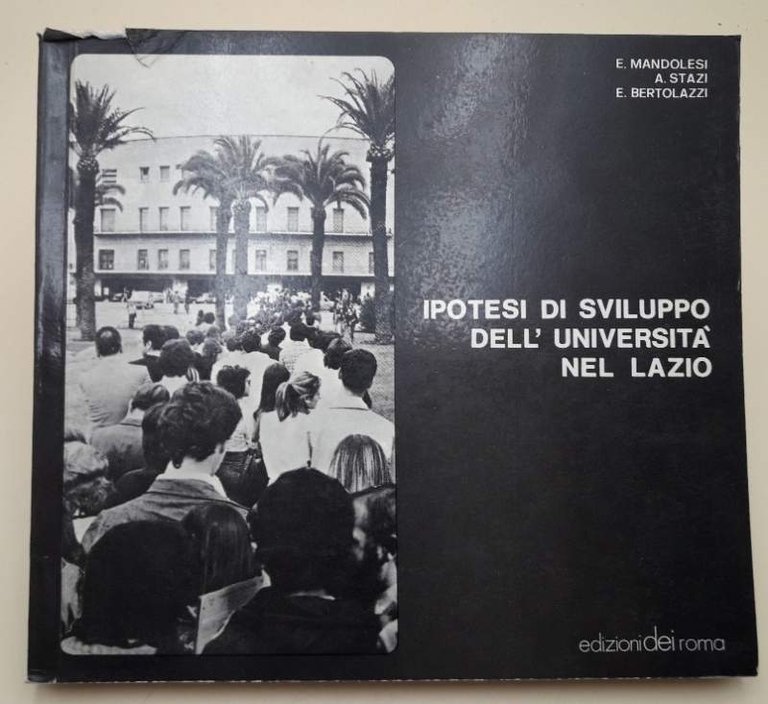 E. MANDOLESI
A. STAZI
E. BERTOLAZZI
IPOTESI DI SVILUPPO
DELL' UNIVERSITÀ
NEL LAZIO
edizionideiroma